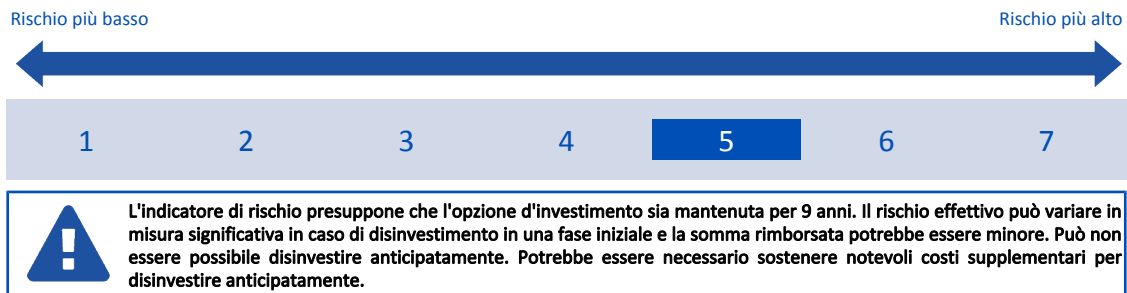 Rischio più basso Rischio più alto
1 2 3 4 5 6 7
L'indicatore di rischio presuppone che l'opzione d'investimento sia mantenuta per 9 anni. Il rischio effettivo può variare in
misura significativa in caso di disinvestimento in una fase iniziale e la somma rimborsata potrebbe essere minore. Può non
essere possibile disinvestire anticipatamente. Potrebbe essere necessario sostenere notevoli costi supplementari per
disinvestire anticipatamente.